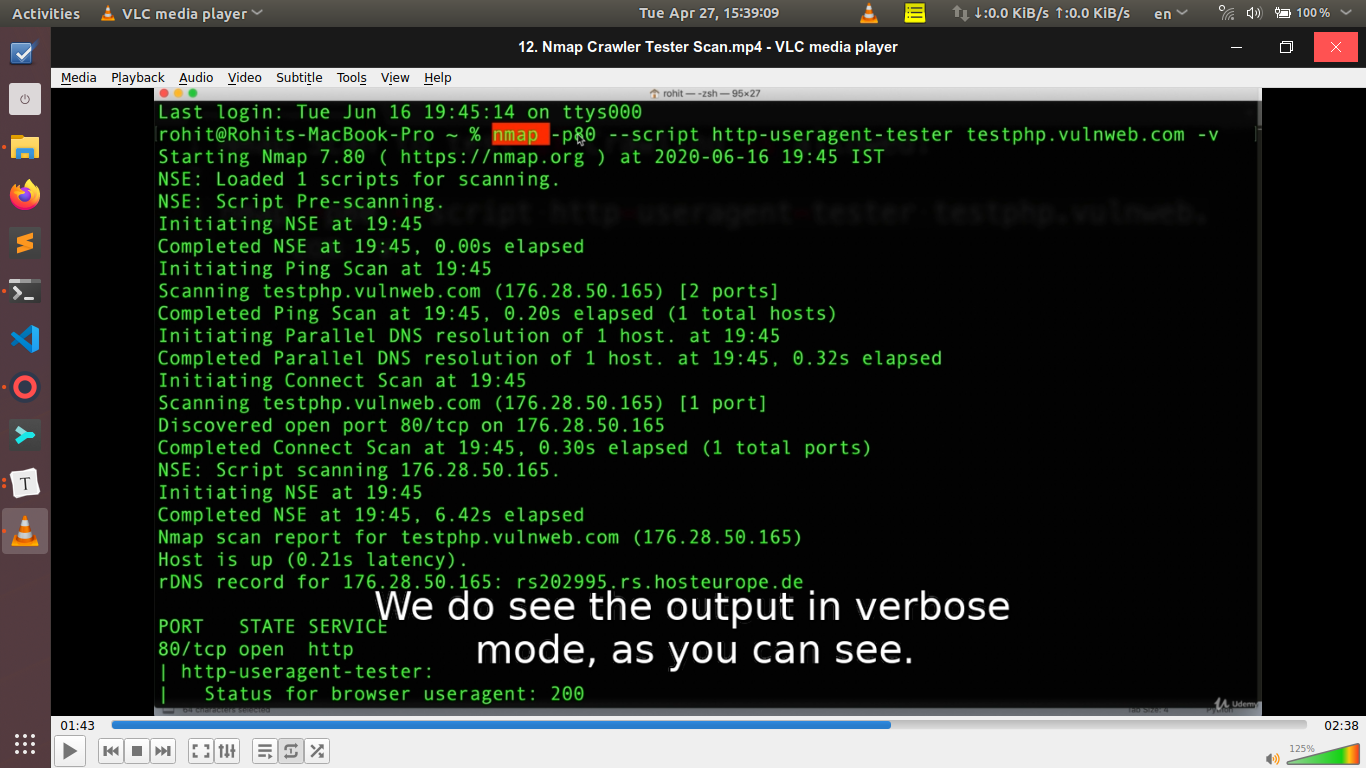 Activities VLC media player Tue Apr 27, 15:39:09 ↓:0.0 KiB/s ↑:0.0 KiB/s en 100 %
12. Nmap Crawler Tester Scan.mp4 - VLC media player
Media Playback Audio Video Subtitle Tools View Help
rohit — -zsh — 95×27
Last login: Tue Jun 16 19:45:14 on ttys000
rohit@Rohits-MacBook-Pro ~ % nmap -p80 --script http-useragent-tester testphp.vulnweb.com -v
Starting Nmap 7.80 ( https://nmap.org ) at 2020-06-16 19:45 IST
NSE: Loaded 1 scripts for scanning.
NSE: Script Pre-scanning.
Initiating NSE at 19:45
Completed NSE at 19:45, 0.00s elapsed
Initiating Ping Scan at 19:45
Scanning testphp.vulnweb.com (176.28.50.165) [2 ports]
Completed Ping Scan at 19:45, 0.20s elapsed (1 total hosts)
Initiating Parallel DNS resolution of 1 host. at 19:45
Completed Parallel DNS resolution of 1 host. at 19:45, 0.32s elapsed
Initiating Connect Scan at 19:45
Scanning testphp.vulnweb.com (176.28.50.165) [1 port]
Discovered open port 80/tcp on 176.28.50.165
Completed Connect Scan at 19:45, 0.30s elapsed (1 total ports)
NSE: Script scanning 176.28.50.165.
Initiating NSE at 19:45
Completed NSE at 19:45, 6.42s elapsed
Nmap scan report for testphp.vulnweb.com (176.28.50.165)
Host is up (0.21s latency).
rDNS record for 176.28.50.165: rs202995.rs.hosteurope.de
PORT STATE SERVICE
80/tcp open http
| http-useragent-tester:
| Status for browser useragent: 200
We do see the output in verbose
mode, as you can see.
Udemy
64 characters selected Tab Size: 4
01:43 02:38
125%